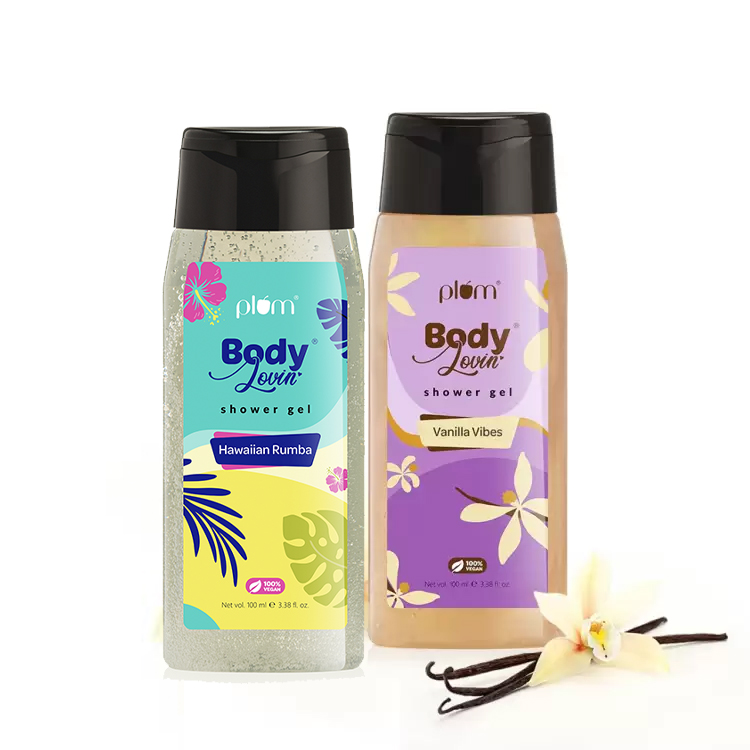 plum®
Body®
Lovin'
shower gel
Hawaiian Rumba
100%
VEGAN
Net vol. 100 ml ℮ 3.38 fl. oz.
plum®
Body®
Lovin'
shower gel
Vanilla Vibes
100%
VEGAN
Net vol. 100 ml ℮ 3.38 fl. oz.